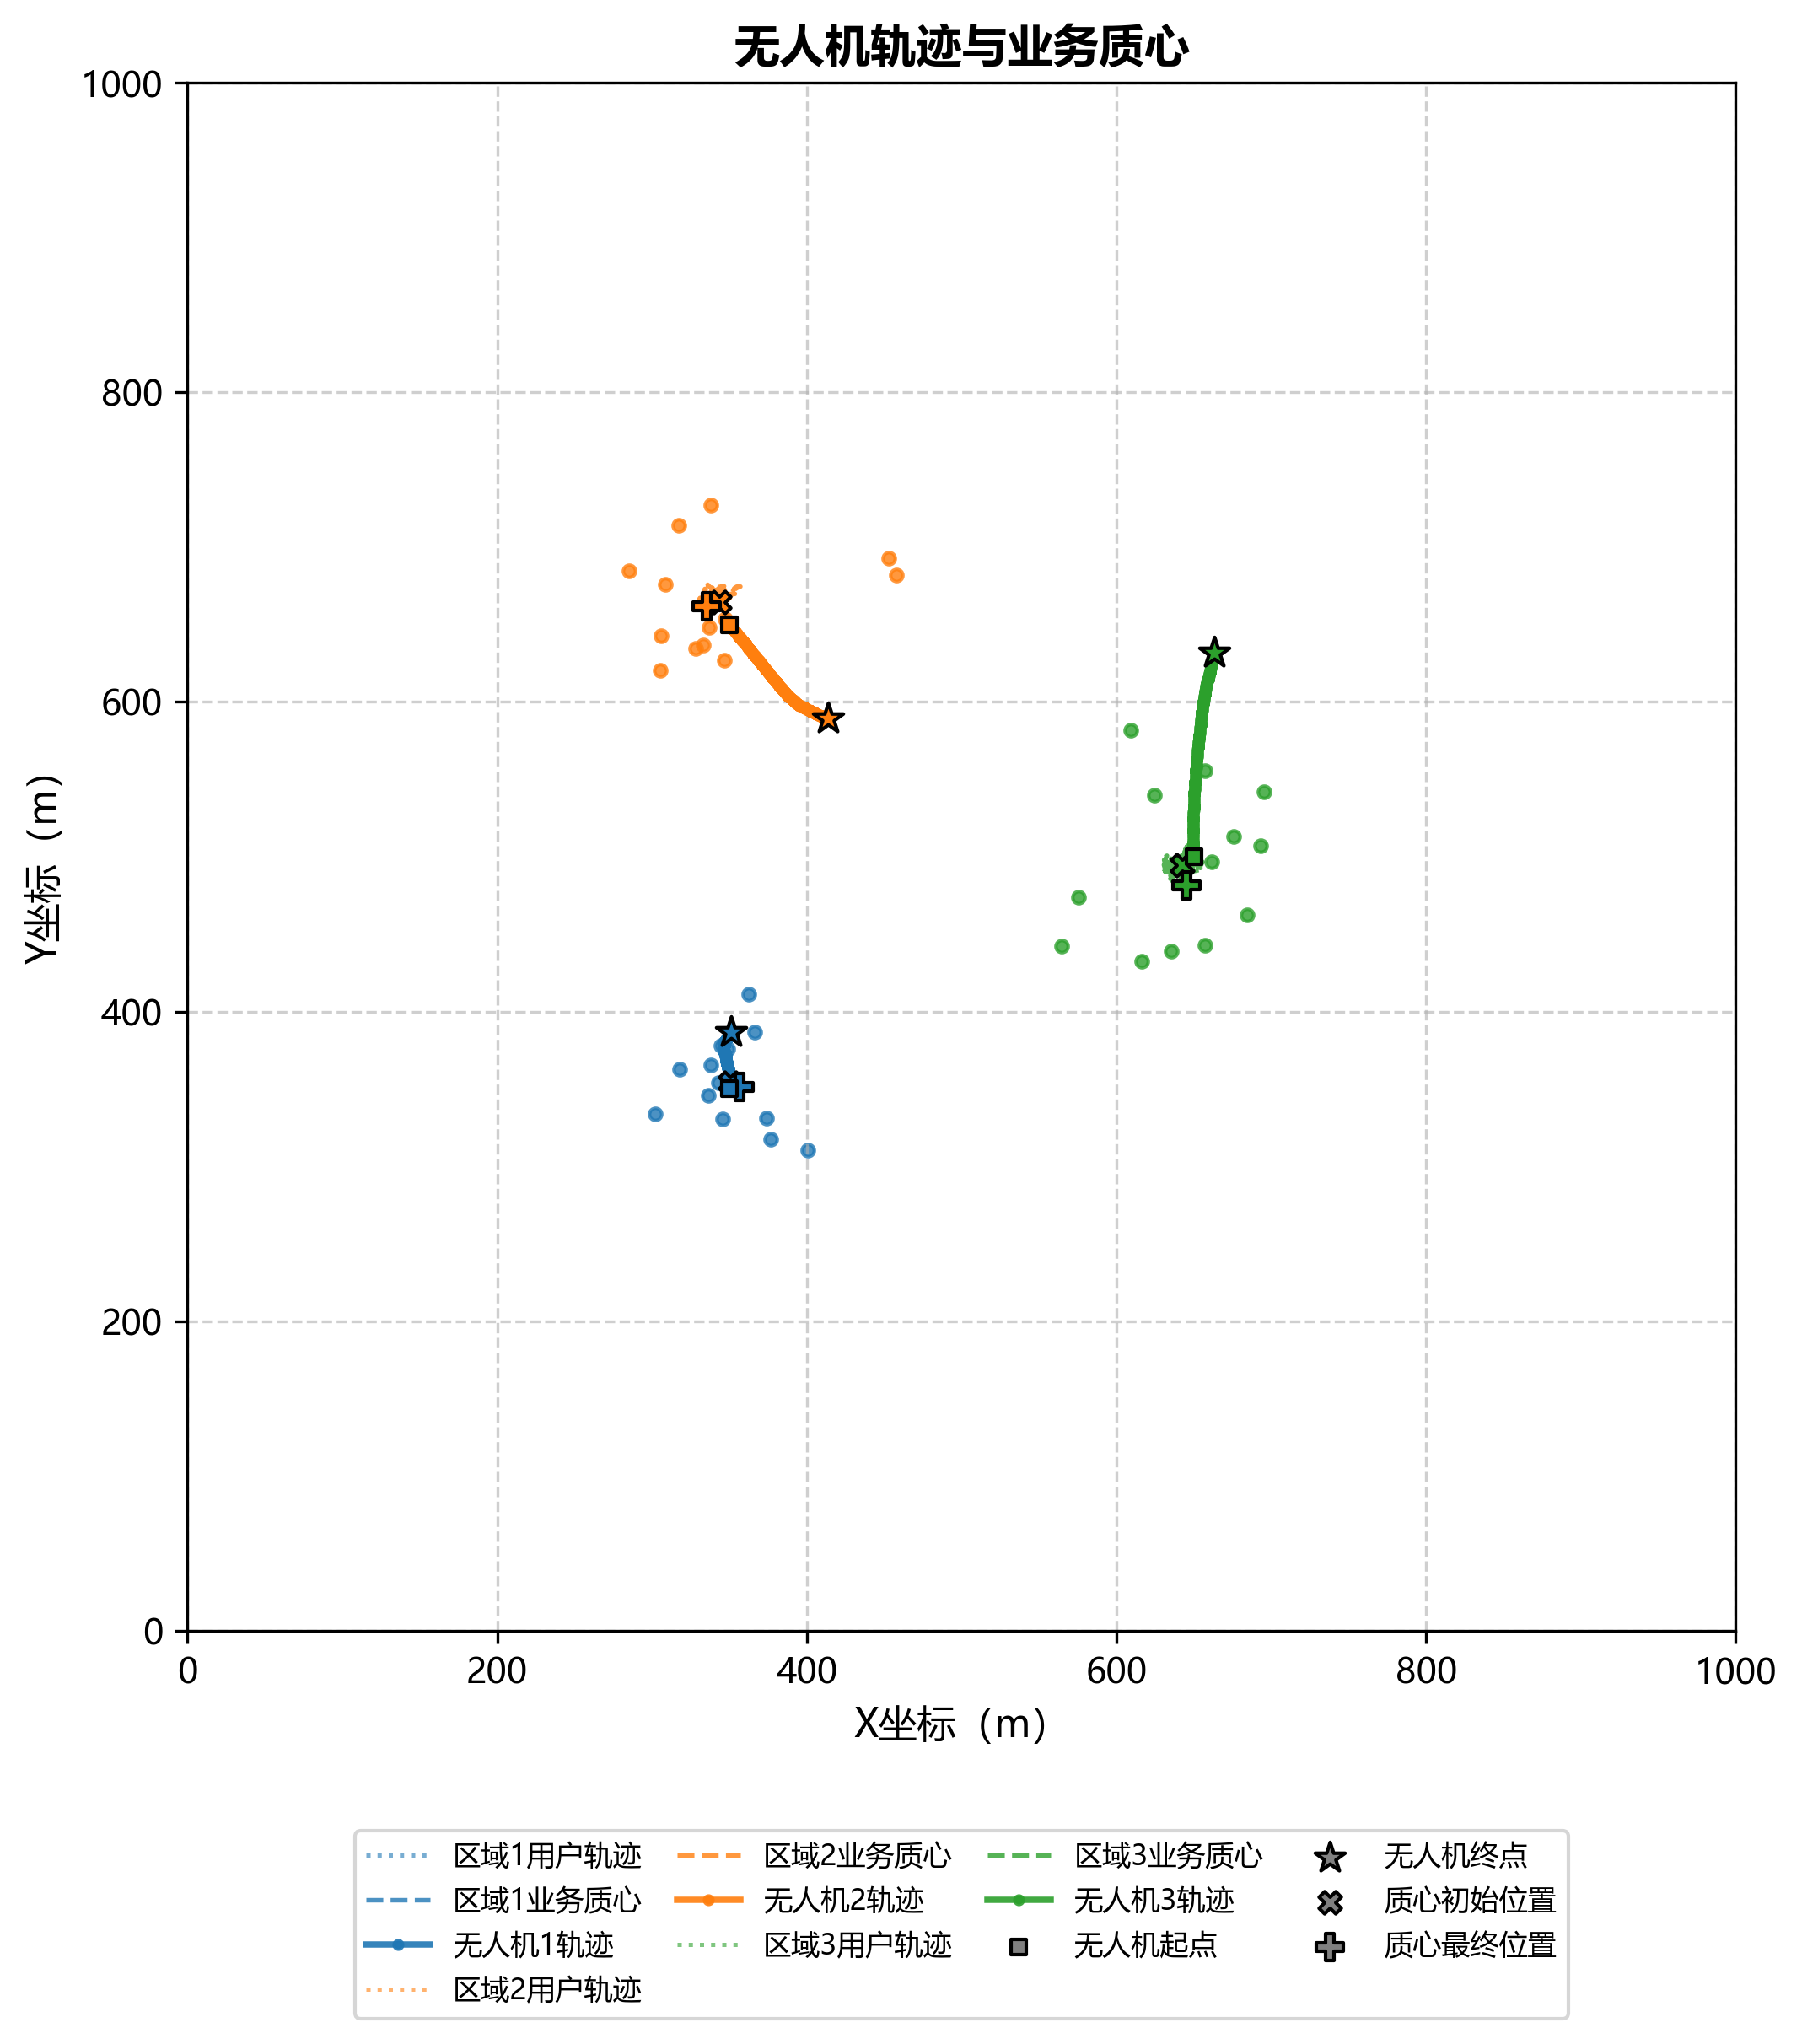 无人机轨迹与业务质心
1000
800
600
400
200
0
Y坐标（m）
0 200 400 600 800 1000
X坐标（m）
区域1用户轨迹
区域1业务质心
无人机1轨迹
区域2用户轨迹
区域2业务质心
无人机2轨迹
区域3用户轨迹
区域3业务质心
无人机3轨迹
无人机起点
无人机终点
质心初始位置
质心最终位置